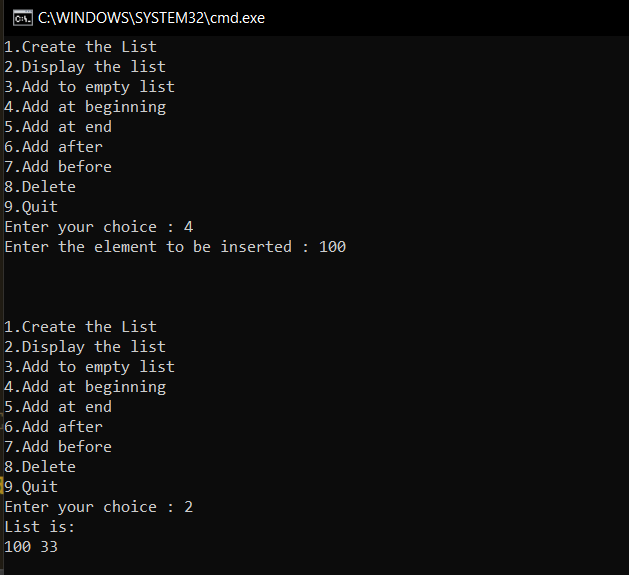 C:\WINDOWS\SYSTEM32\cmd.exe
1.Create the List
2.Display the list
3.Add to empty list
4.Add at beginning
5.Add at end
6.Add after
7.Add before
8.Delete
9.Quit
Enter your choice : 4
Enter the element to be inserted : 100
1.Create the List
2.Display the list
3.Add to empty list
4.Add at beginning
5.Add at end
6.Add after
7.Add before
8.Delete
9.Quit
Enter your choice : 2
List is:
100 33